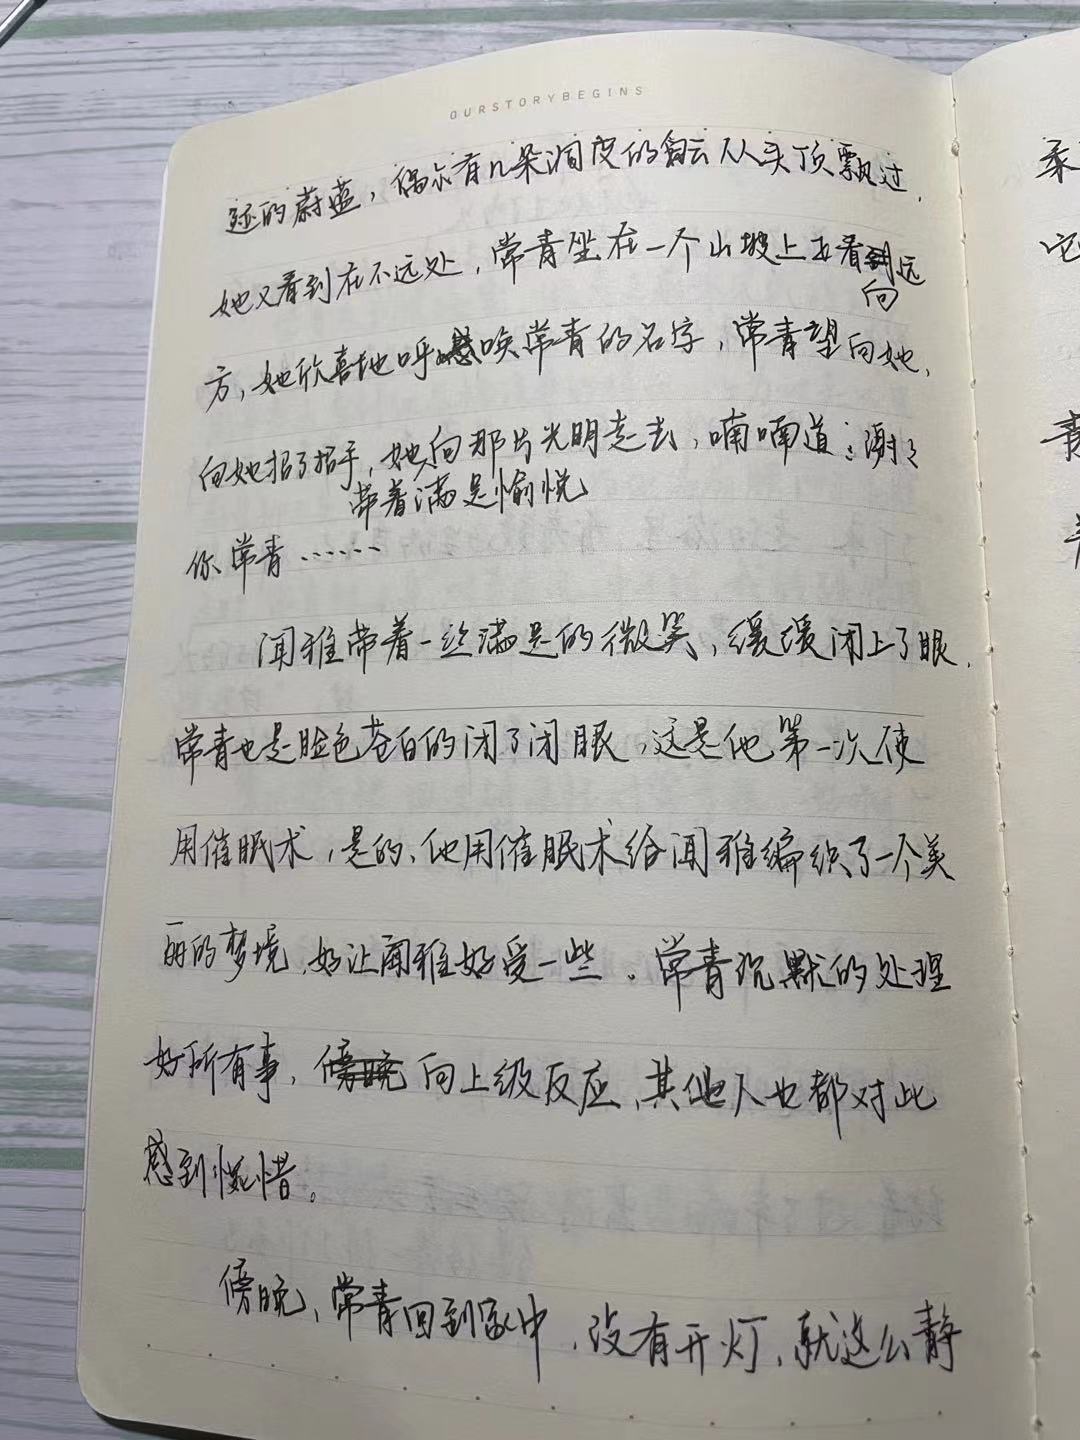 OURSTORYBEGINS
迹的蔚蓝，偶尔有几朵洁白的云从头顶飘过，
她又看到在不远处，常青坐在一个山坡上看向远
方，她欣喜地呼唤常青的名字，常青望向她，
向她招了招手，她向那片光明走去，喃喃道：谢谢
带着满足愉悦
你常青……
闻雅带着一丝满足的微笑，缓缓闭上了眼，
常青也是脸色苍白的闭了闭眼，这是他第一次使
用催眠术，是的，他用催眠术给闻雅编织了一个美
丽的梦境，好让闻雅好受一些。常青沉默的处理
好所有事，向上级反应，其他人也都对此
感到惋惜。
傍晚，常青回到家中，没有开灯，就这么静